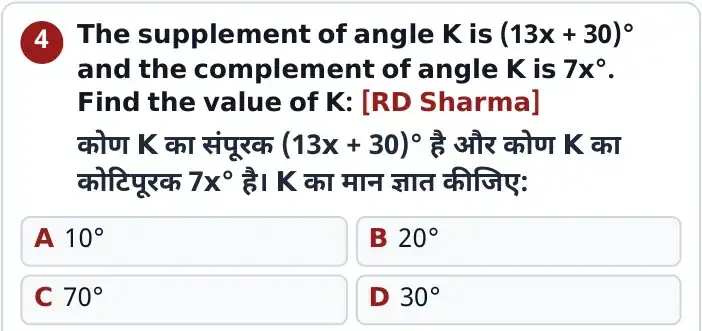 4 The supplement of angle K is (13x + 30)°
and the complement of angle K is 7x°.
Find the value of K: [RD Sharma]
कोण K का संपूरक (13x + 30)° है और कोण K का
कोटिपूरक 7x° है। K का मान ज्ञात कीजिए:
A 10° B 20°
C 70° D 30°